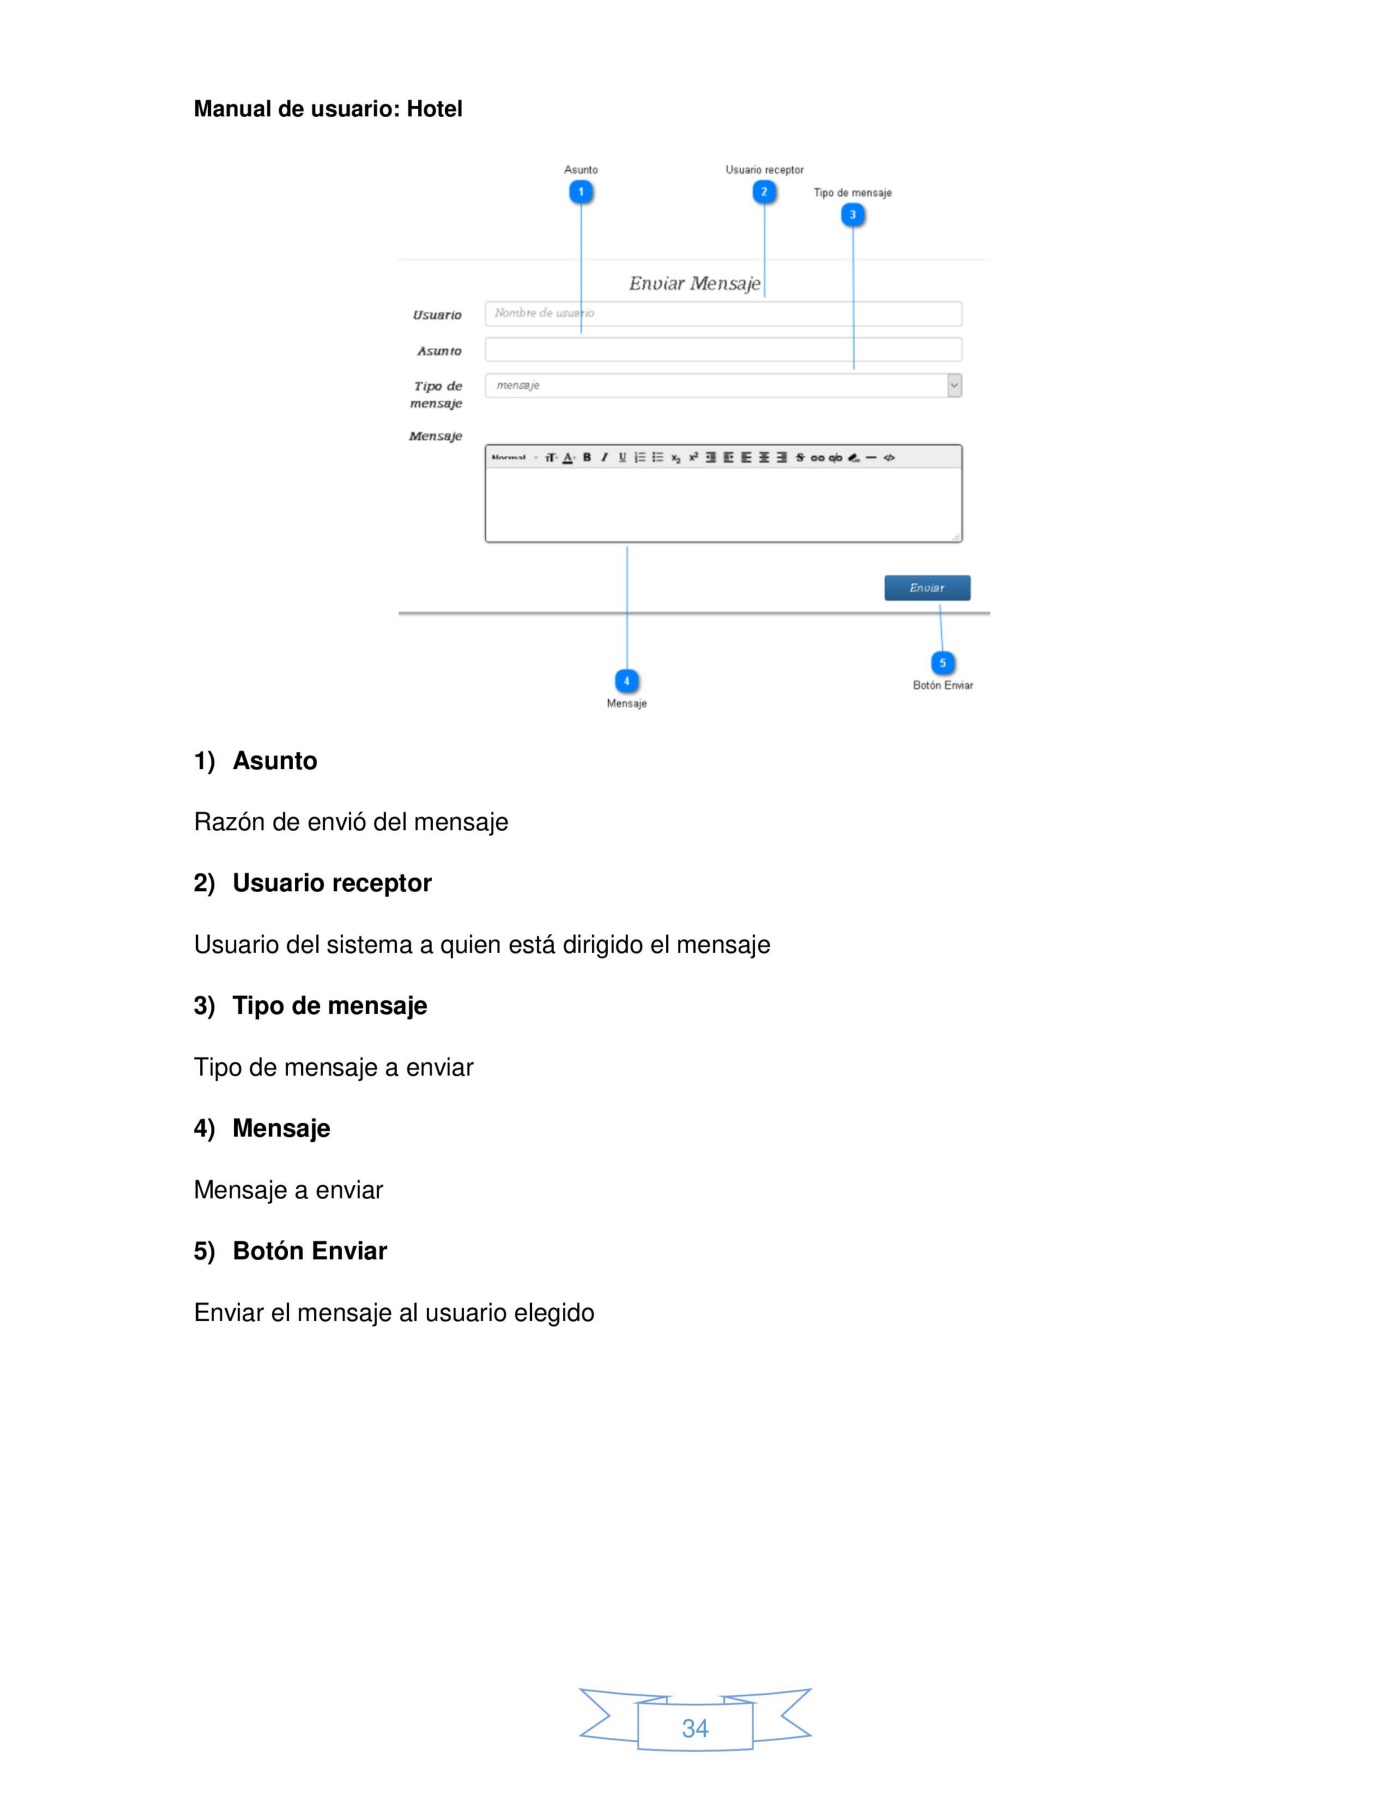 Manual de usuario: Hotel
Asunto
Usuario receptor
1
2
Tipo de mensaje
3
Enviar Mensaje
Usuario
Nombre de usuario
Asunto
Tipo de
mensaje
mensaje
Mensaje
Normal
Enviar
5
4
Botón Enviar
Mensaje
1) Asunto
Razón de envió del mensaje
2) Usuario receptor
Usuario del sistema a quien está dirigido el mensaje
3) Tipo de mensaje
Tipo de mensaje a enviar
4) Mensaje
Mensaje a enviar
5) Botón Enviar
Enviar el mensaje al usuario elegido
34